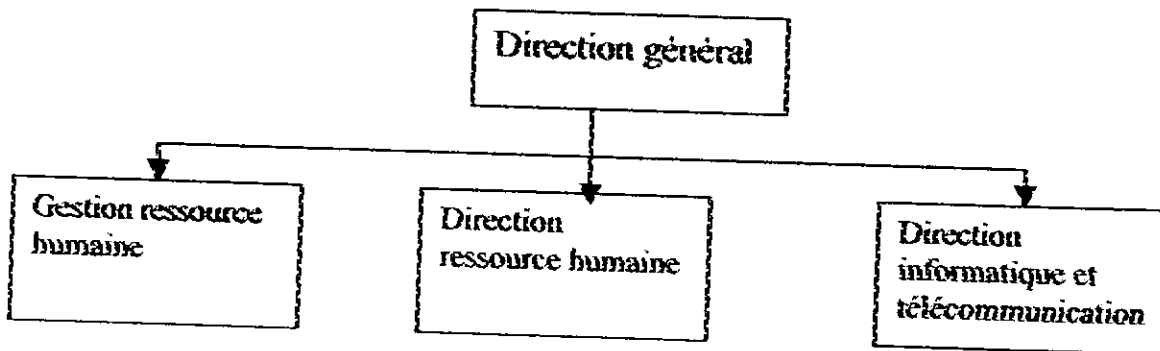 Direction général
Gestion ressource
humaine
Direction
ressource humaine
Direction
informatique et
télécommunication